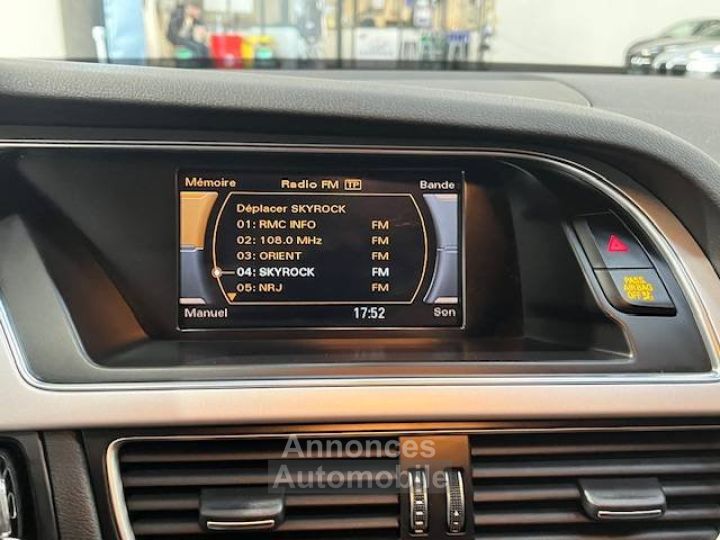 Mémoire Radio FM TP Bande
Déplacer SKYROCK
01: RMC INFO FM
02: 108.0 MHz FM
03: ORIENT FM
04: SKYROCK FM
05: NRJ FM
Manuel 17:52 Son
PASS.
AIRBAG
OFF
Annonces
Automobile